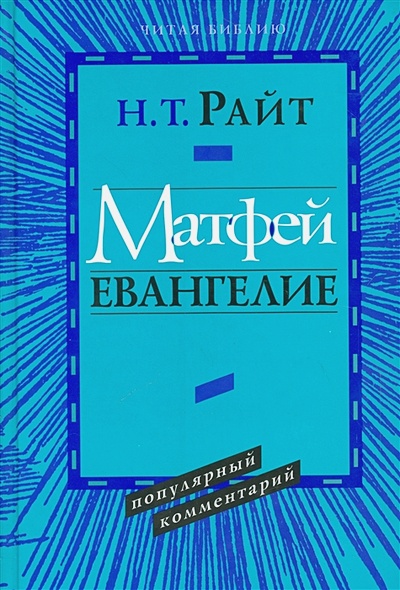 ЧИТАЯ БИБЛИЮ
Н.Т. РАЙТ
МАТФЕЙ
ЕВАНГЕЛИЕ
популярный
комментарий